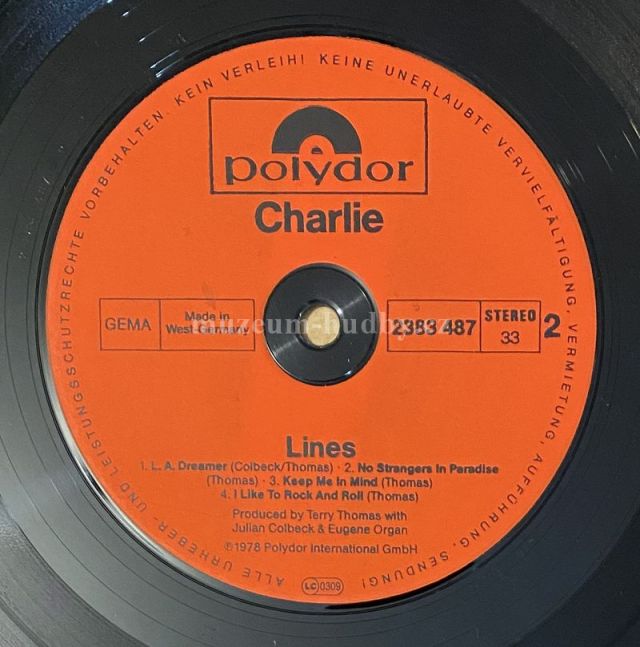 ALLE URHEBER- UND LEISTUNGSSCHUTZRECHTE VORBEHALTEN. KEIN VERLEIH! KEINE UNERLAUBTE VERVIELFÄLTIGUNG, VERMIETUNG, AUFFÜHRUNG, SENDUNG!
polydor
Charlie
GEMA
Made in
West-Germany
2383 487
STEREO
33
2
Lines
1. L.A. Dreamer (Colbeck/Thomas) · 2. No Strangers In Paradise
(Thomas) · 3. Keep Me In Mind (Thomas)
4. I Like To Rock And Roll (Thomas)
Produced by Terry Thomas with
Julian Colbeck & Eugene Organ
℗1978 Polydor International GmbH
LC 0309